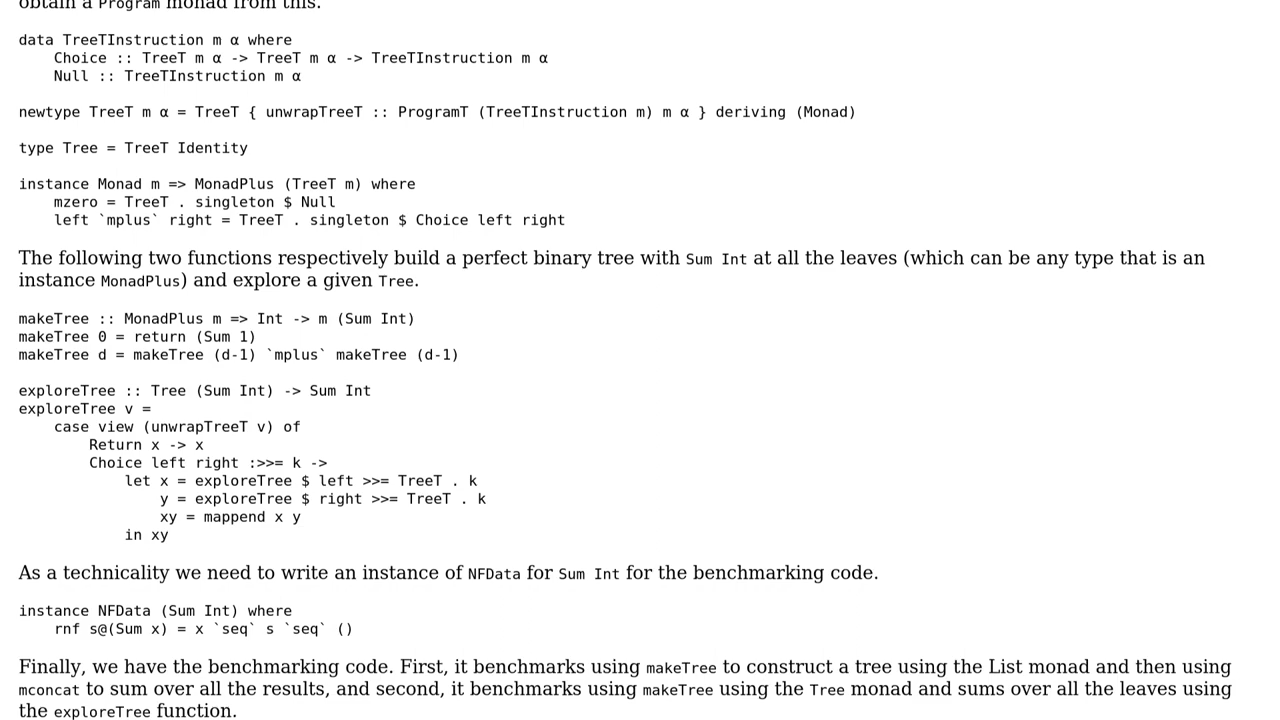 obtain a Program monad from this.
data TreeTInstruction m α where
    Choice :: TreeT m α -> TreeT m α -> TreeTInstruction m α
    Null :: TreeTInstruction m α
newtype TreeT m α = TreeT { unwrapTreeT :: ProgramT (TreeTInstruction m) m α } deriving (Monad)
type Tree = TreeT Identity
instance Monad m => MonadPlus (TreeT m) where
    mzero = TreeT . singleton $ Null
    left `mplus` right = TreeT . singleton $ Choice left right
The following two functions respectively build a perfect binary tree with Sum Int at all the leaves (which can be any type that is an
instance MonadPlus) and explore a given Tree.
makeTree :: MonadPlus m => Int -> m (Sum Int)
makeTree 0 = return (Sum 1)
makeTree d = makeTree (d-1) `mplus` makeTree (d-1)
exploreTree :: Tree (Sum Int) -> Sum Int
exploreTree v =
    case view (unwrapTreeT v) of
        Return x -> x
        Choice left right :>>= k ->
            let x = exploreTree $ left >>= TreeT . k
                y = exploreTree $ right >>= TreeT . k
                xy = mappend x y
            in xy
As a technicality we need to write an instance of NFData for Sum Int for the benchmarking code.
instance NFData (Sum Int) where
    rnf s@(Sum x) = x `seq` s `seq` ()
Finally, we have the benchmarking code. First, it benchmarks using makeTree to construct a tree using the List monad and then using
mconcat to sum over all the results, and second, it benchmarks using makeTree using the Tree monad and sums over all the leaves using
the exploreTree function.